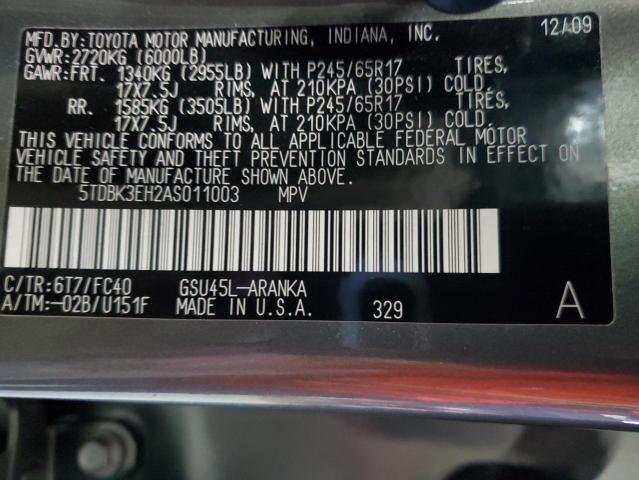 MFD.BY:TOYOTA MOTOR MANUFACTURING, INDIANA, INC. 12/09
GVWR:2720KG (6000LB)
GAWR:FRT. 1340KG (2955LB) WITH P245/65R17 TIRES,
17X7.5J RIMS, AT 210KPA (30PSI) COLD.
RR. 1585KG (3505LB) WITH P245/65R17 TIRES,
17X7.5J RIMS, AT 210KPA (30PSI) COLD.
THIS VEHICLE CONFORMS TO ALL APPLICABLE FEDERAL MOTOR
VEHICLE SAFETY AND THEFT PREVENTION STANDARDS IN EFFECT ON
THE DATE OF MANUFACTURE SHOWN ABOVE.
5TDBK3EH2AS011003 MPV
C/TR:6T7/FC40 GSU45L-ARANKA
A/TM:-02B/U151F MADE IN U.S.A. 329 A